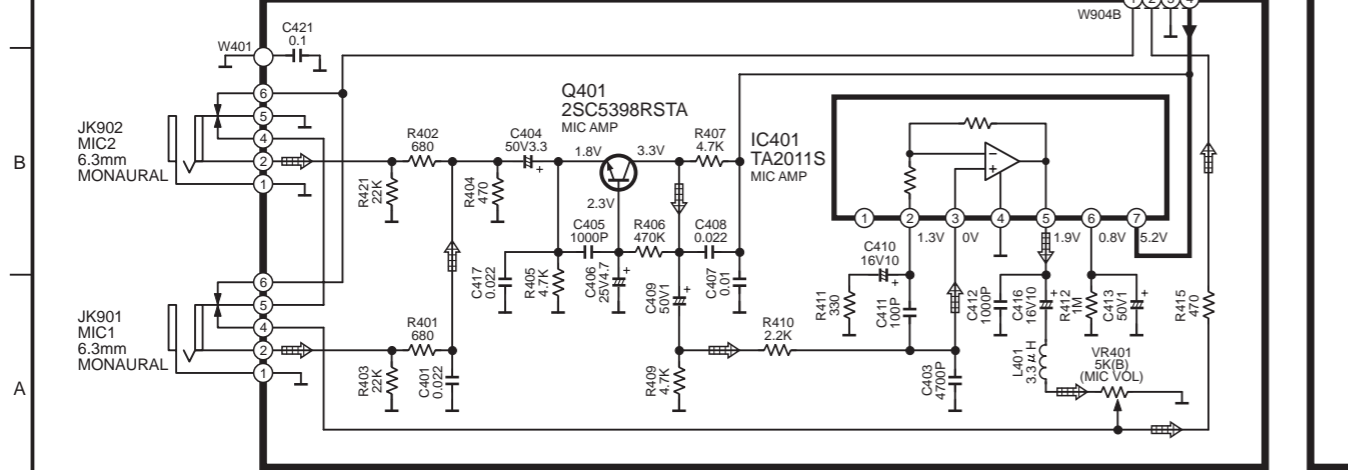 1 2 3 4
W904B
C421
0.1
W401
6
5
4
2
1
JK902
MIC2
6.3mm
MONAURAL
B
R402
680
R421
22K
R404
470
C404
50V3.3
+
Q401
2SC5398RSTA
MIC AMP
1.8V
3.3V
2.3V
R407
4.7K
IC401
TA2011S
MIC AMP
−
+
1 2 3 4 5 6 7
1.3V
0V
1.9V
0.8V
5.2V
C405
1000P
R406
470K
C408
0.022
C417
0.022
R405
4.7K
C406
25V4.7
+
C409
50V1
+
C407
0.01
C410
16V10
+
R411
330
C411
100P
C412
1000P
C416
16V10
+
R412
1M
C413
50V1
+
R415
470
6
5
4
2
1
JK901
MIC1
6.3mm
MONAURAL
A
R401
680
R403
22K
C401
0.022
R409
4.7K
R410
2.2K
C403
4700P
L401
3.3μH
VR401
5K(B)
(MIC VOL)